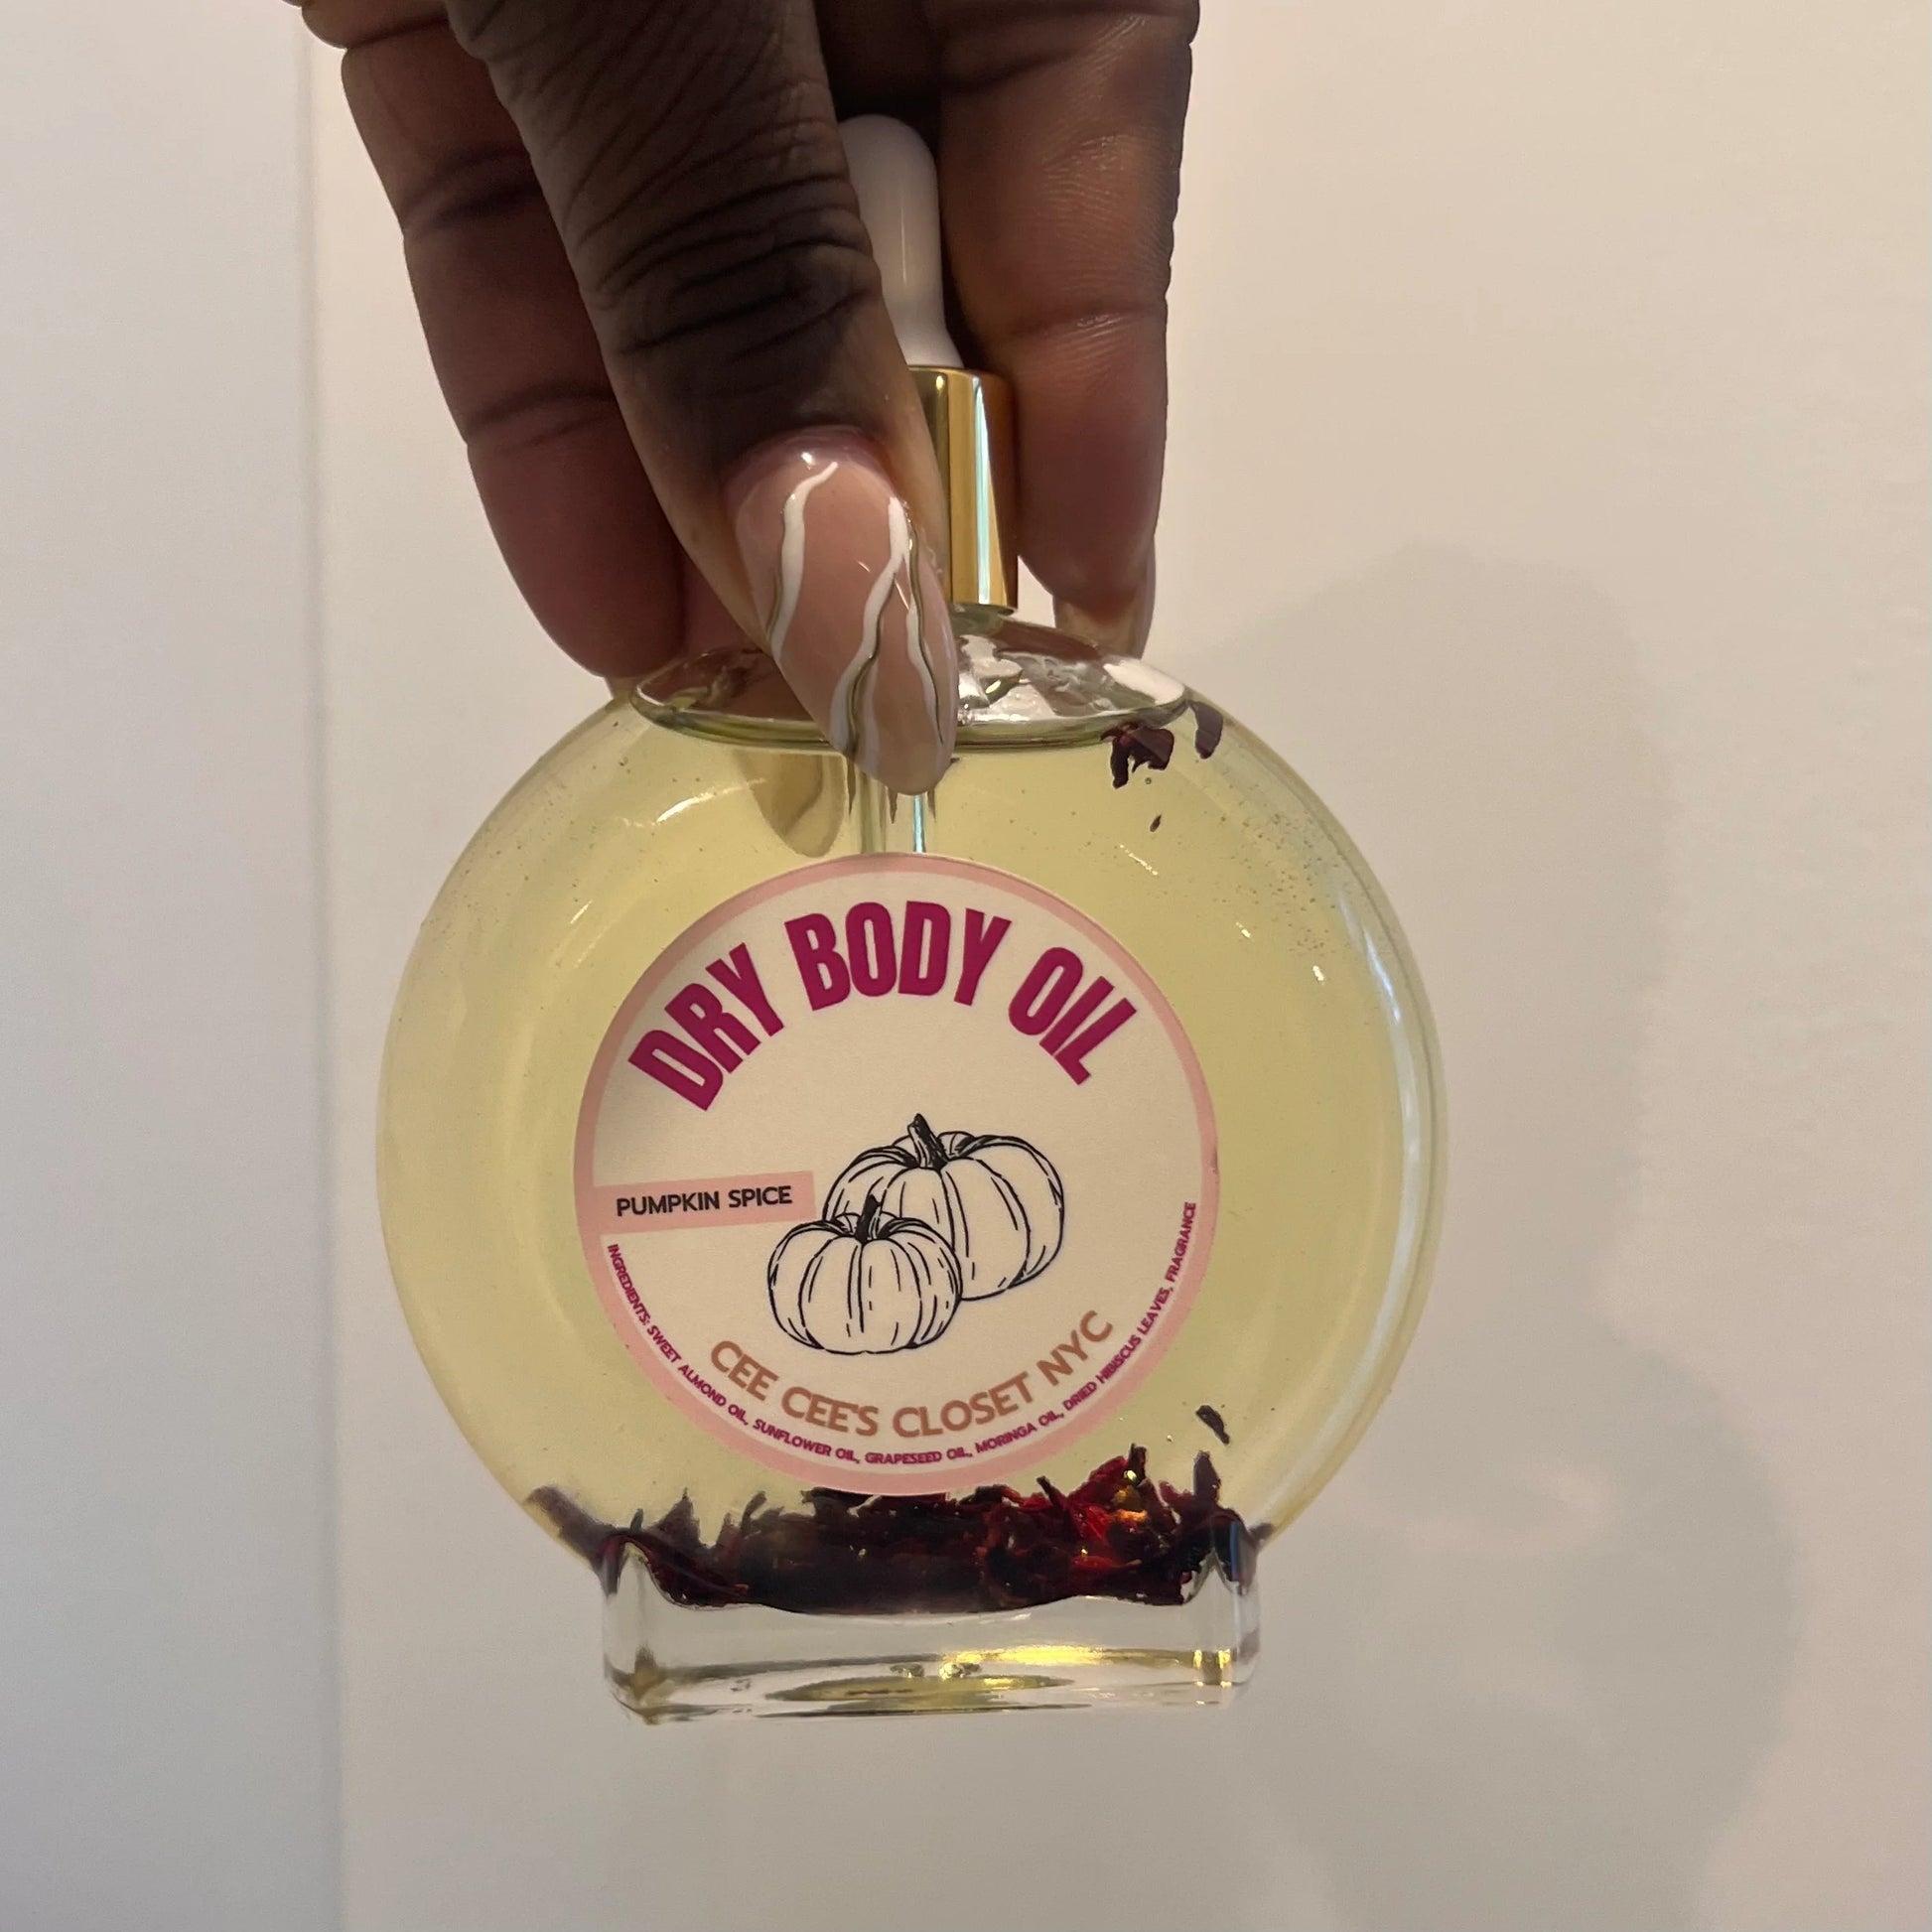 DRY BODY OIL
PUMPKIN SPICE
CEE CEE'S CLOSET NYC
INGREDIENTS: SWEET ALMOND OIL, SUNFLOWER OIL, GRAPESEED OIL, MORINGA OIL, DRIED HIBISCUS LEAVES, FRAGRANCE